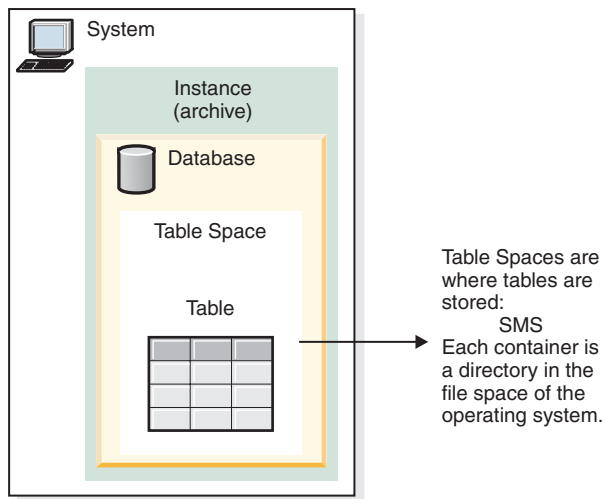 System
Instance
(archive)
Database
Table Space
Table
Table Spaces are
where tables are
stored:
SMS
Each container is
a directory in the
file space of the
operating system.